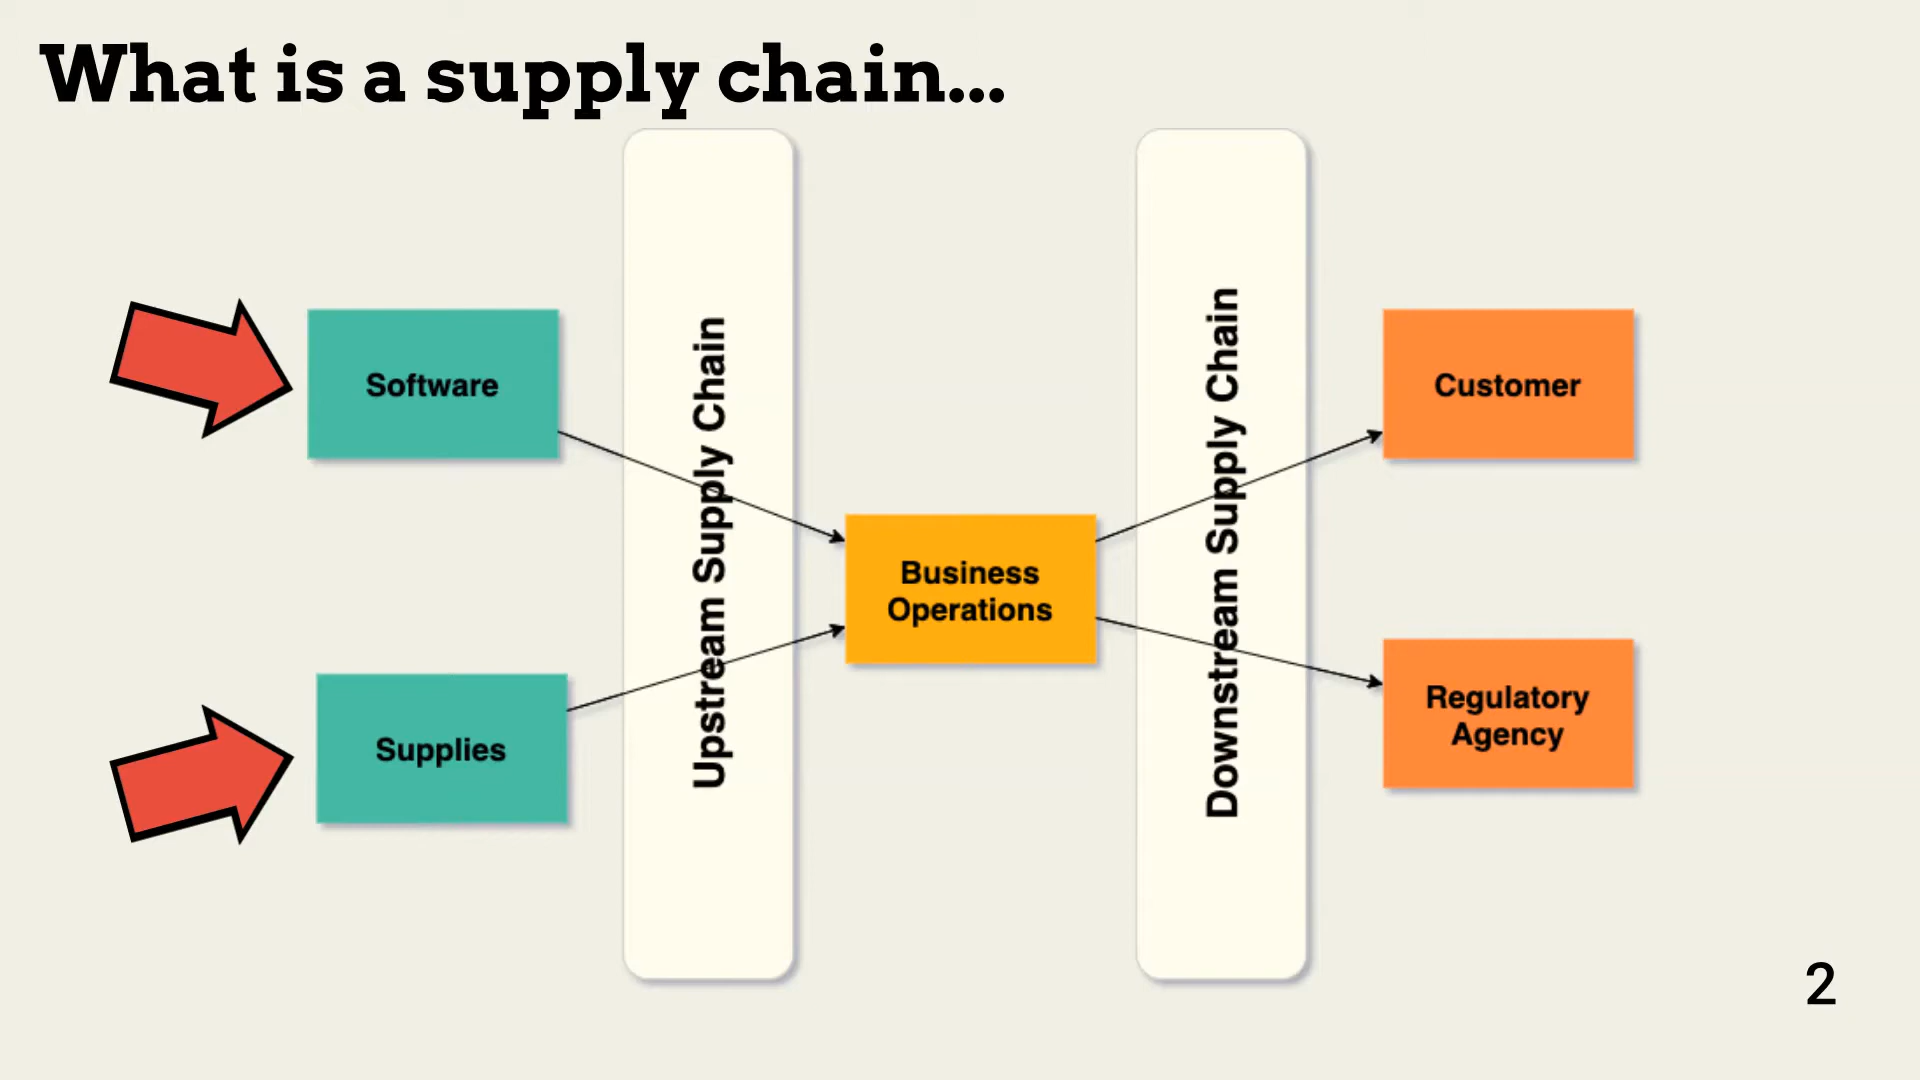 What is a supply chain...
Software
Supplies
Upstream Supply Chain
Business
Operations
Downstream Supply Chain
Customer
Regulatory
Agency
2